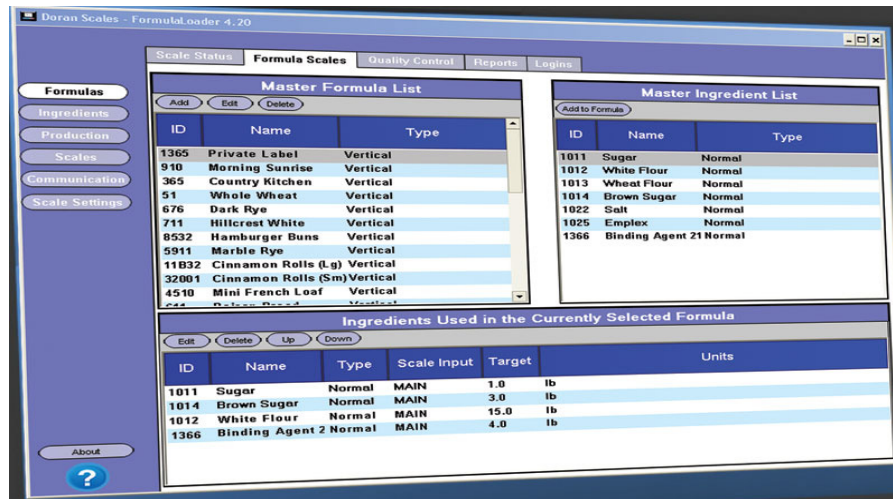 Doran Scales - FormulaLoader 4.20
Scale Status Formula Scales Quality Control Reports Logins
Formulas
Ingredients
Production
Scales
Communication
Scale Settings
About
?
Master Formula List
Add Edit Delete
ID Name Type
1365 Private Label Vertical
910 Morning Sunrise Vertical
365 Country Kitchen Vertical
51 Whole Wheat Vertical
676 Dark Rye Vertical
711 Hillcrest White Vertical
8532 Hamburger Buns Vertical
5911 Marble Rye Vertical
11B32 Cinnamon Rolls (Lg) Vertical
32001 Cinnamon Rolls (Sm) Vertical
4510 Mini French Loaf Vertical
Master Ingredient List
Add to Formula
ID Name Type
1011 Sugar Normal
1012 White Flour Normal
1013 Wheat Flour Normal
1014 Brown Sugar Normal
1022 Salt Normal
1025 Emplex Normal
1366 Binding Agent 21 Normal
Ingredients Used in the Currently Selected Formula
Edit Delete Up Down
ID Name Type Scale Input Target Units
1011 Sugar Normal MAIN 1.0 lb
1014 Brown Sugar Normal MAIN 3.0 lb
1012 White Flour Normal MAIN 15.0 lb
1366 Binding Agent 2 Normal MAIN 4.0 lb